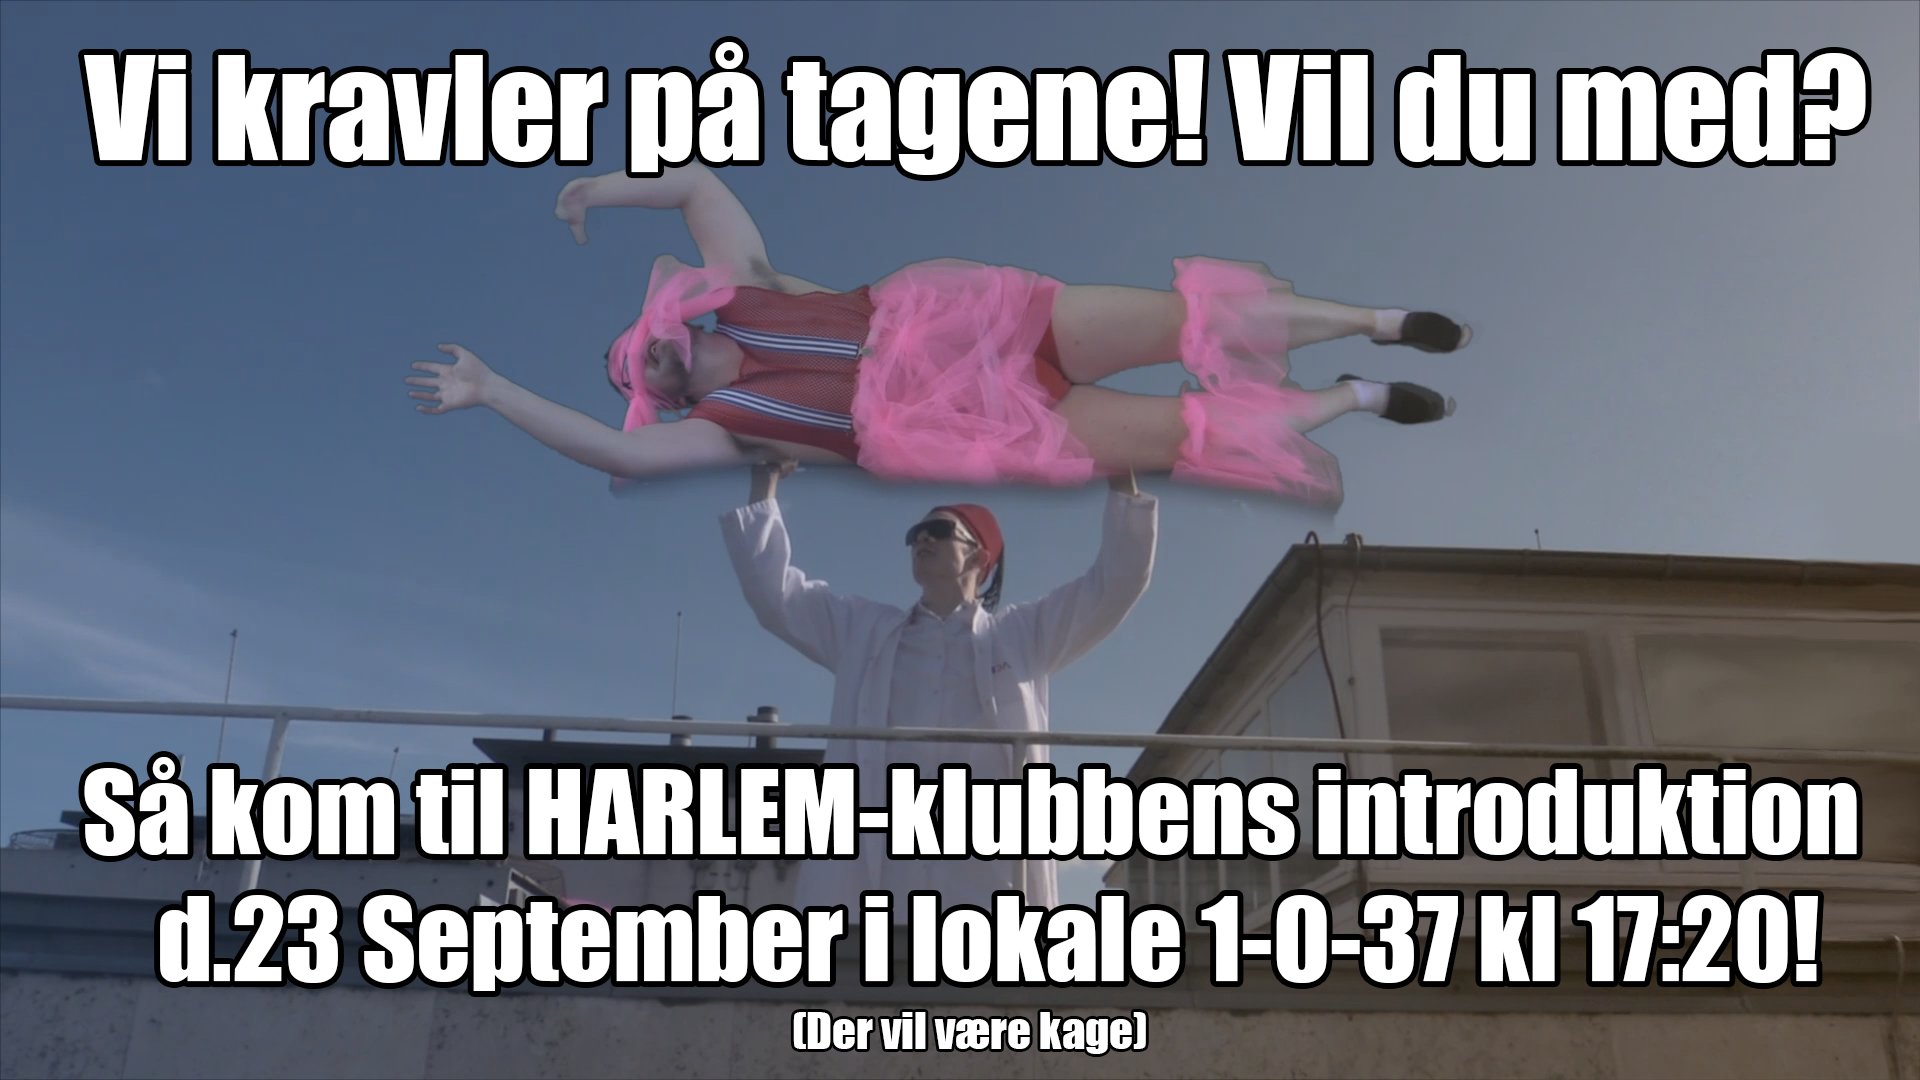 Vi kravler på tagene! Vil du med?
Så kom til HARLEM-klubbens introduktion
d.23 September i lokale 1-0-37 kl 17:20!
(Der vil være kage)